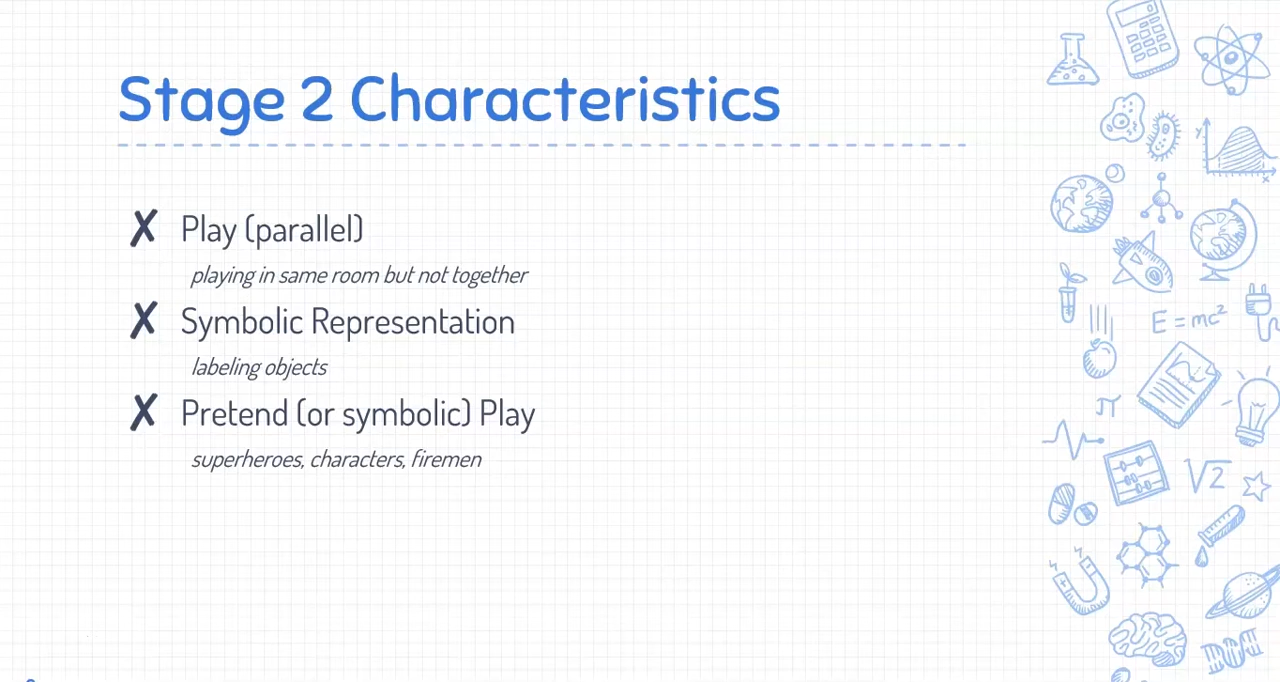 Stage 2 Characteristics
✗ Play (parallel)
playing in same room but not together
✗ Symbolic Representation
labeling objects
✗ Pretend (or symbolic) Play
superheroes, characters, firemen
y
x
E = mc²
π
√2